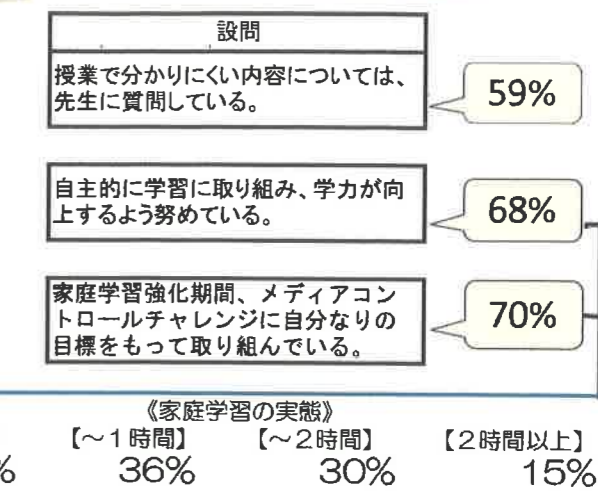 設問
授業で分かりにくい内容については、
先生に質問している。
59%
自主的に学習に取り組み、学力が向
上するよう努めている。
68%
家庭学習強化期間、メディアコン
トロールチャレンジに自分なりの
目標をもって取り組んでいる。
70%
《家庭学習の実態》
【～１時間】 【～２時間】 【２時間以上】
% 36% 30% 15%